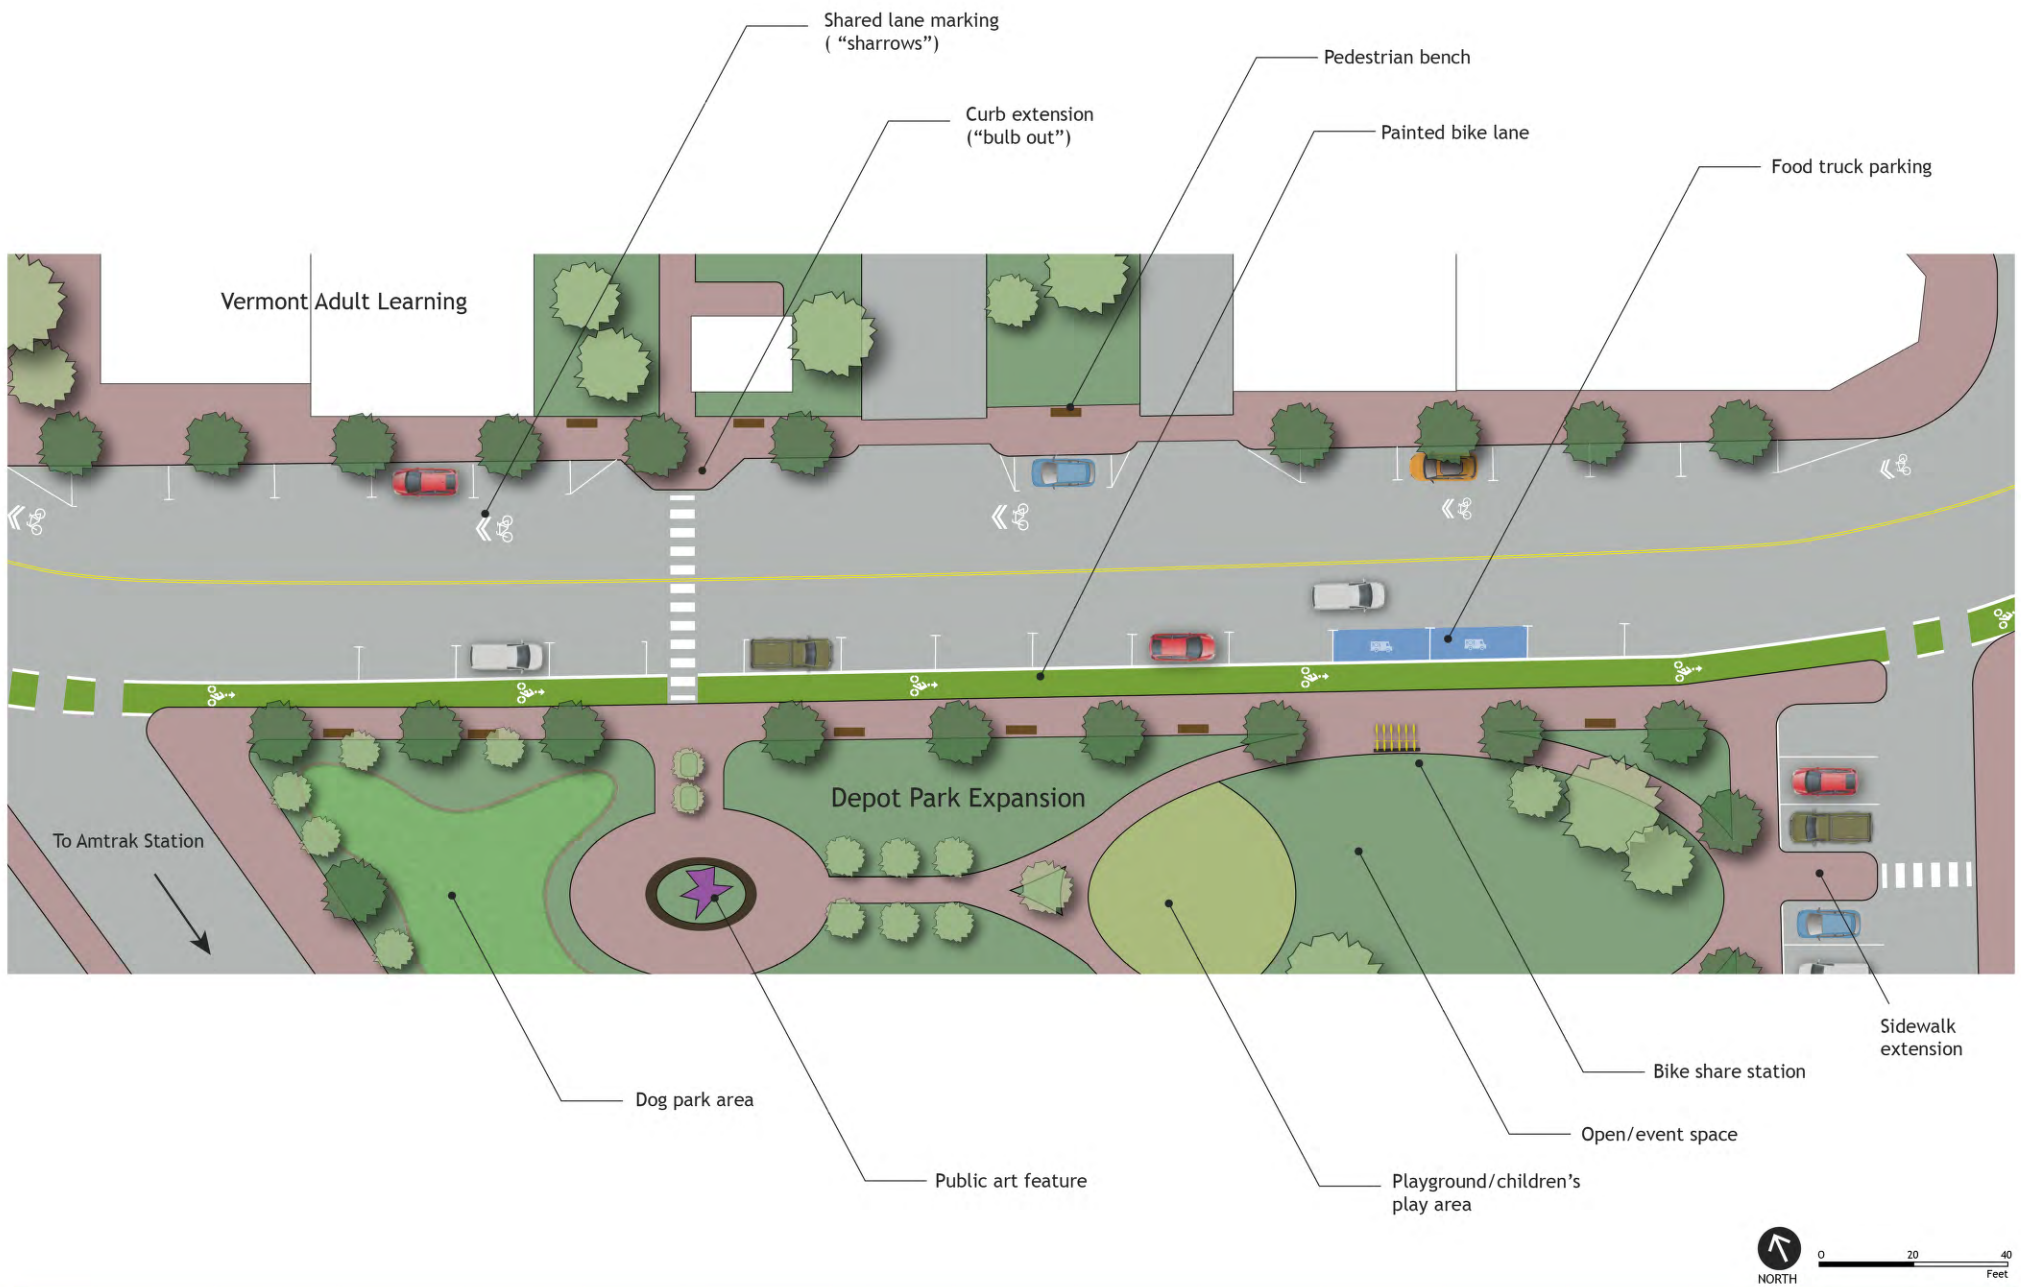 Shared lane marking
( “sharrows”)
Pedestrian bench
Curb extension
(“bulb out”)
Painted bike lane
Food truck parking
Vermont Adult Learning
Depot Park Expansion
To Amtrak Station
Sidewalk
extension
Bike share station
Dog park area
Open/event space
Public art feature
Playground/children’s
play area
0 20 40
Feet
NORTH